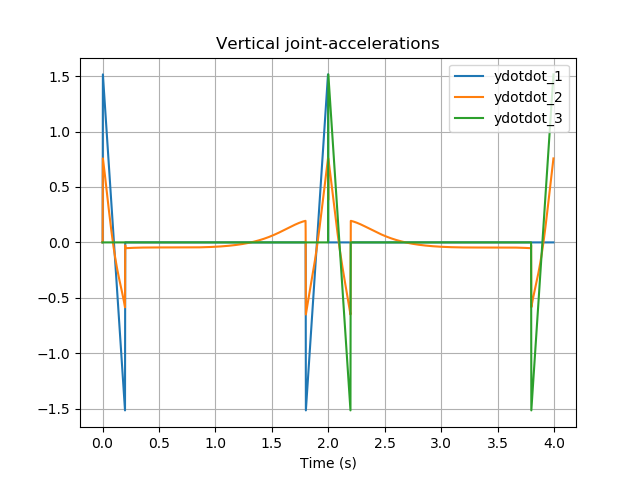 Vertical joint-accelerations
ydotdot_1
ydotdot_2
ydotdot_3
1.5
1.0
0.5
0.0
−0.5
−1.0
−1.5
0.0 0.5 1.0 1.5 2.0 2.5 3.0 3.5 4.0
Time (s)